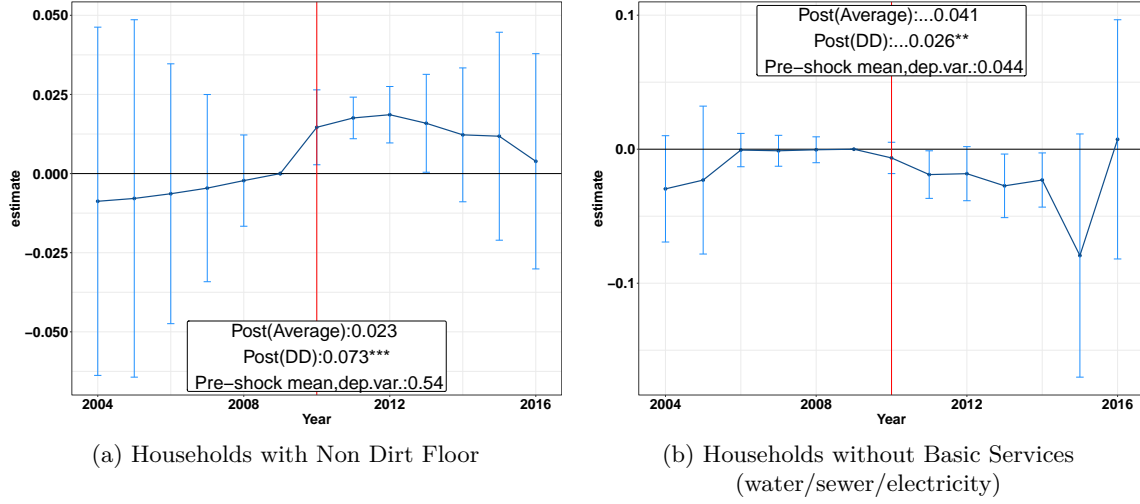 0.050
0.025
0.000
−0.025
−0.050
estimate
Post(Average):0.023
Post(DD):0.073***
Pre−shock mean,dep.var.:0.54
2004
2008
2012
2016
Year
(a) Households with Non Dirt Floor
0.1
0.0
−0.1
estimate
Post(Average):...0.041
Post(DD):...0.026**
Pre−shock mean,dep.var.:0.044
2004
2008
2012
2016
Year
(b) Households without Basic Services
(water/sewer/electricity)